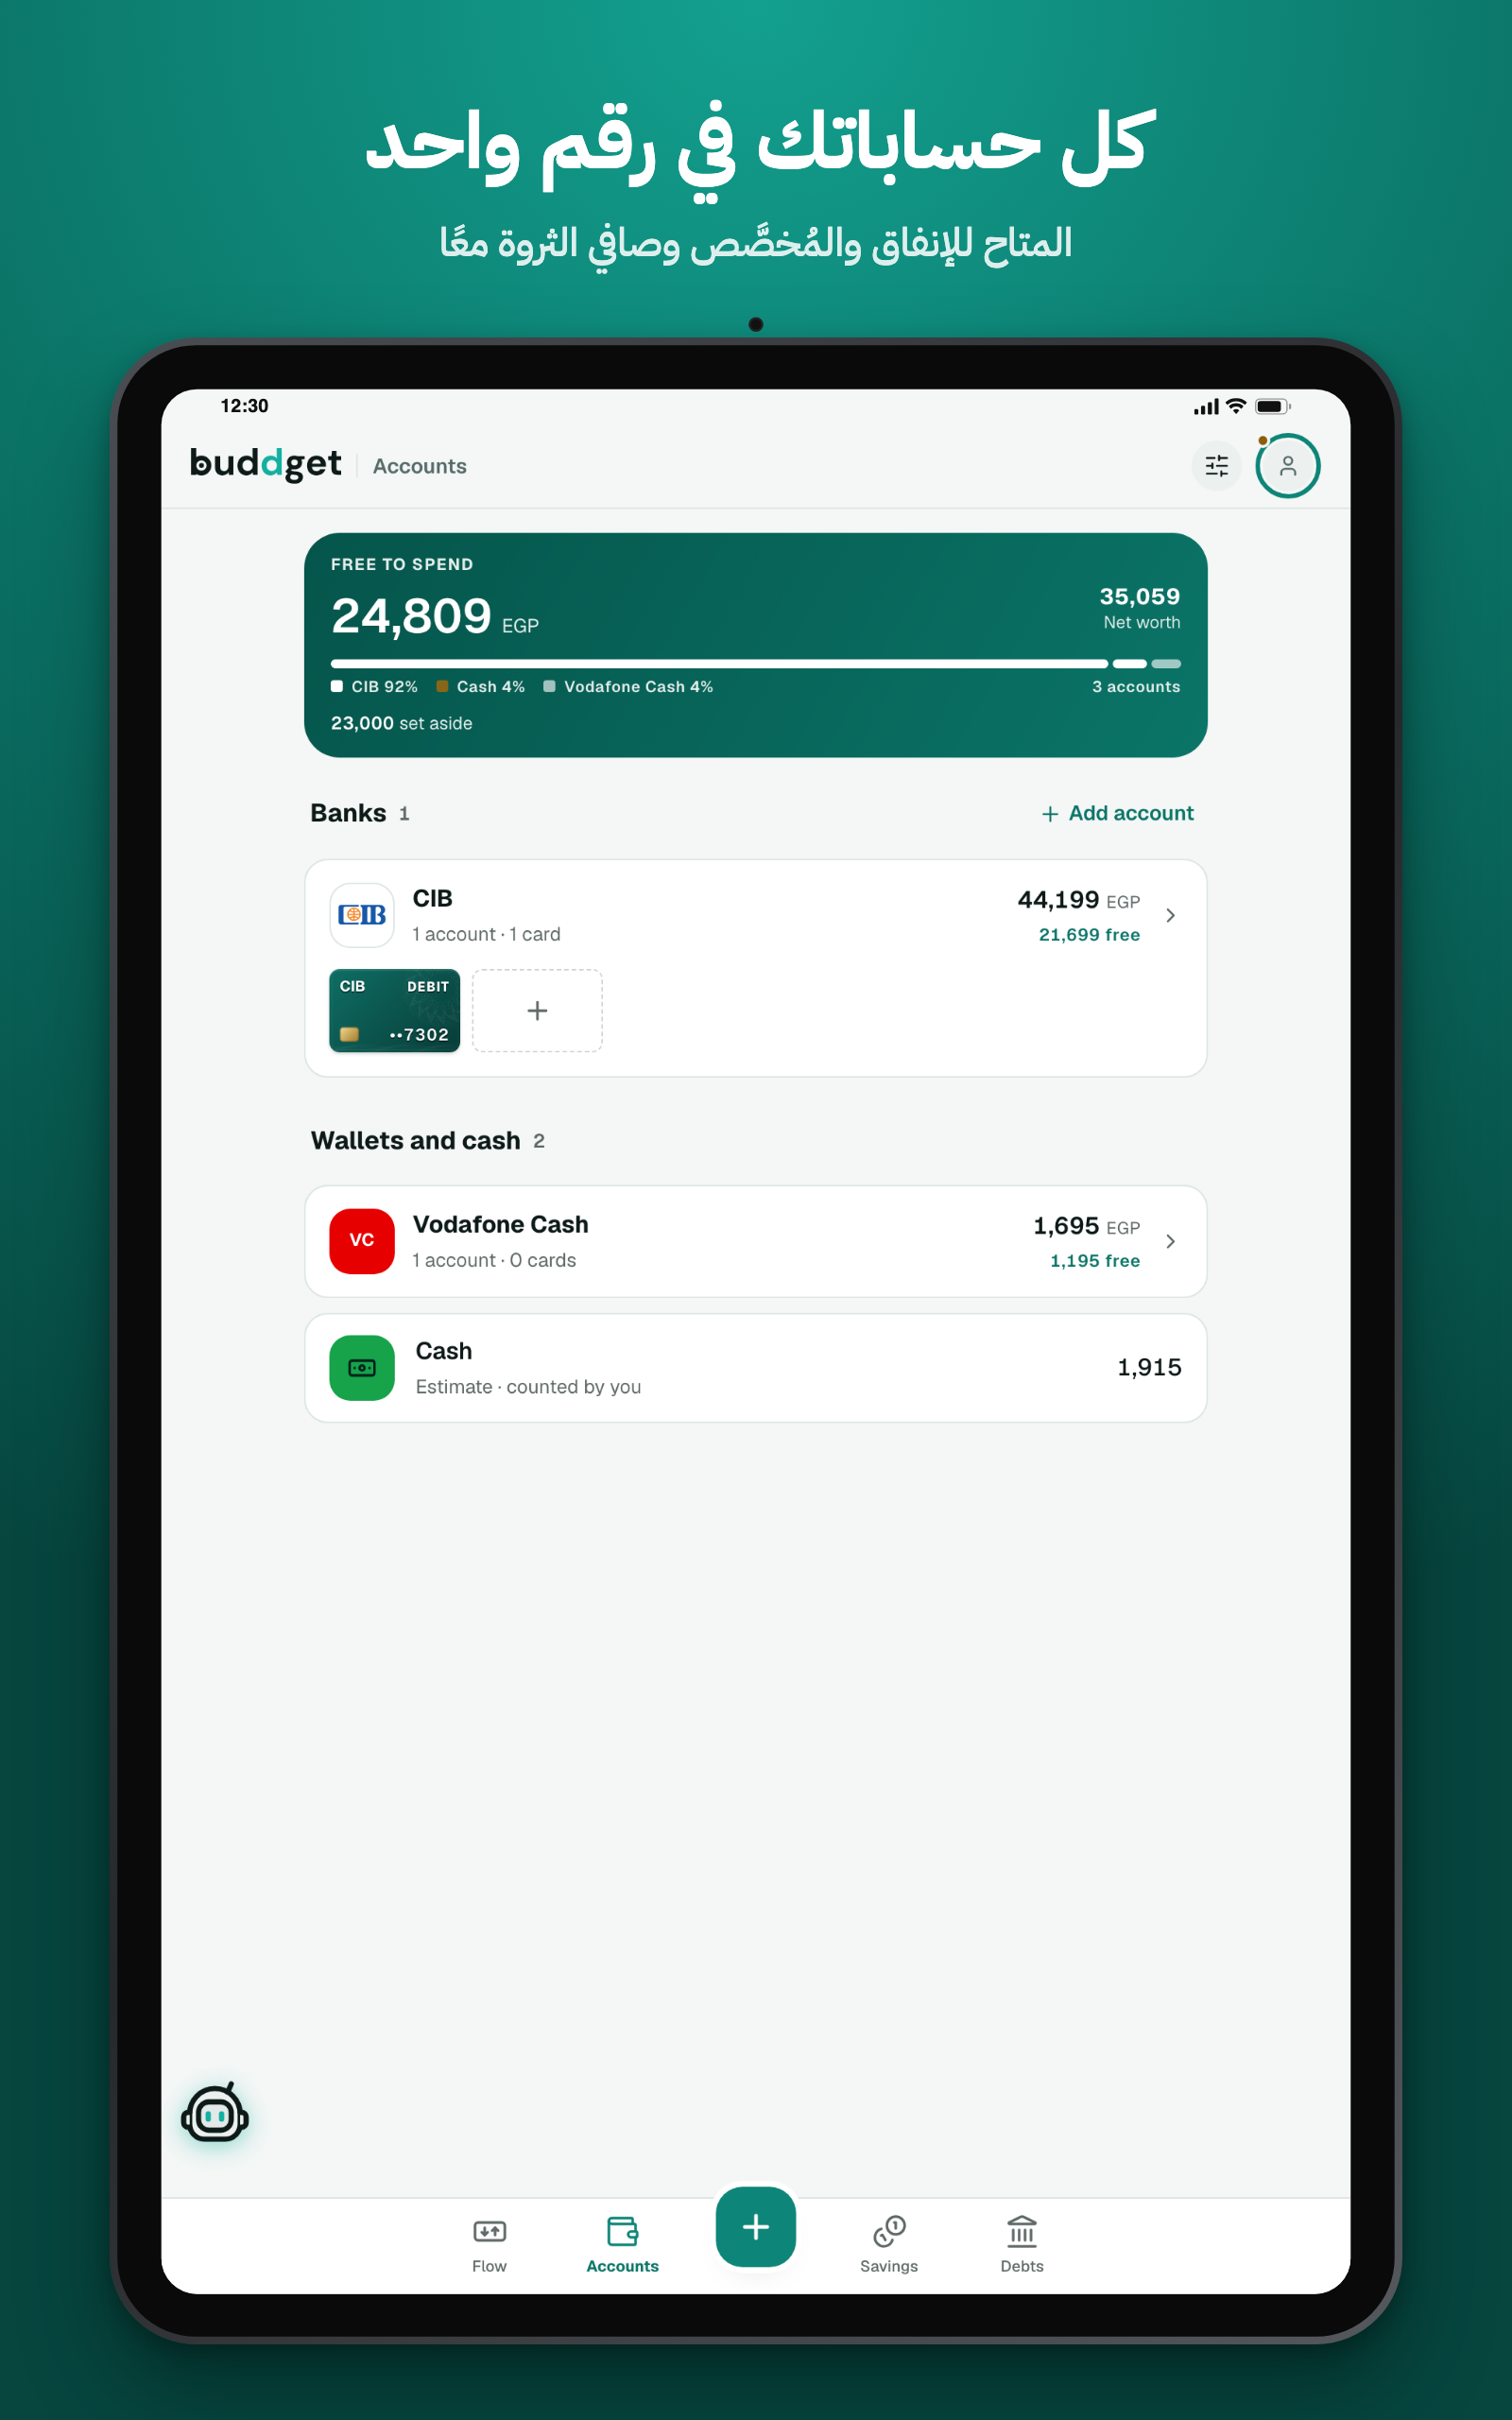 كل حساباتك في رقم واحد
المتاح للإنفاق والمُخصَّص وصافي الثروة معًا
12:30
buddget Accounts
FREE TO SPEND
24,809 EGP
35,059
Net worth
CIB 92% Cash 4% Vodafone Cash 4% 3 accounts
23,000 set aside
Banks 1 + Add account
CIB
1 account · 1 card
44,199 EGP
21,699 free
CIB DEBIT
••7302
Wallets and cash 2
VC
Vodafone Cash
1 account · 0 cards
1,695 EGP
1,195 free
Cash
Estimate · counted by you
1,915
Flow Accounts Savings Debts